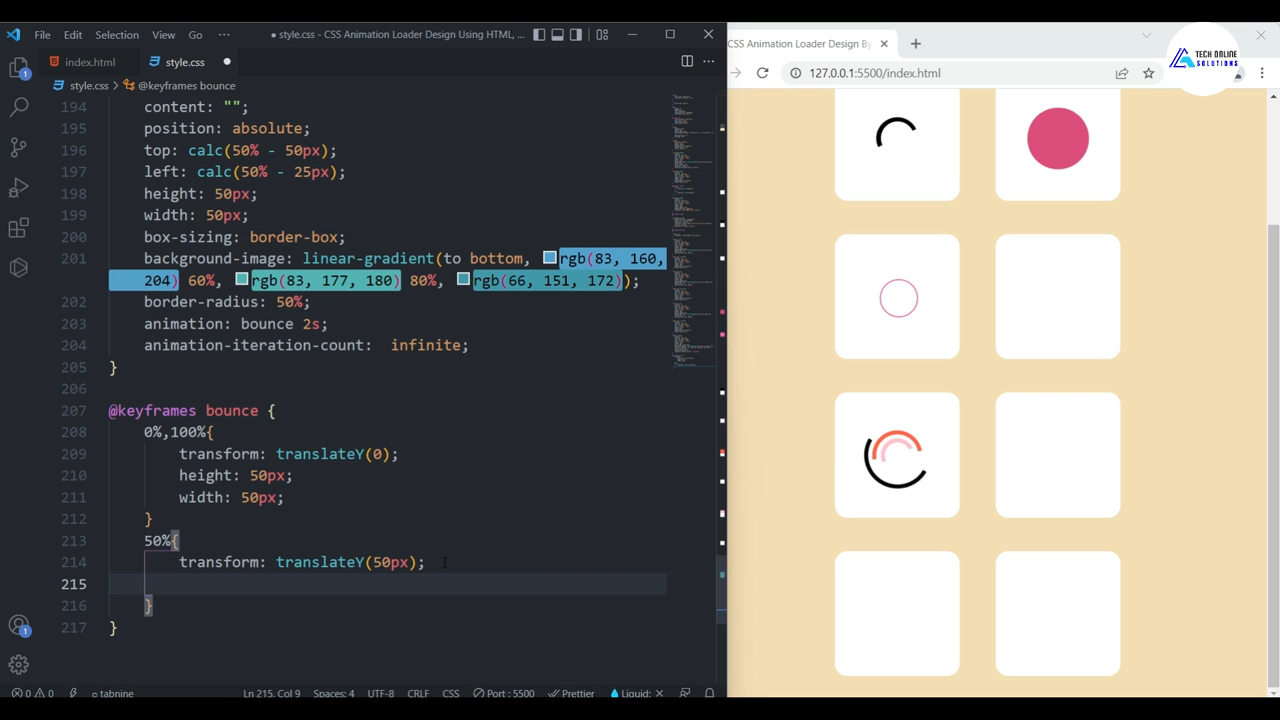 File Edit Selection View Go ··· ● style.css - CSS Animation Loader Design Using HTML, ...
CSS Animation Loader Design By
TECH ONLINE
SOLUTIONS
index.html style.css
127.0.0.1:5500/index.html
style.css > @keyframes bounce
194 content: "";
195 position: absolute;
196 top: calc(50% - 50px);
197 left: calc(50% - 25px);
198 height: 50px;
199 width: 50px;
200 box-sizing: border-box;
201 background-image: linear-gradient(to bottom, rgb(83, 160,
204) 60%, rgb(83, 177, 180) 80%, rgb(66, 151, 172));
202 border-radius: 50%;
203 animation: bounce 2s;
204 animation-iteration-count:  infinite;
205 }
206
207 @keyframes bounce {
208 0%,100%{
209 transform: translateY(0);
210 height: 50px;
211 width: 50px;
212 }
213 50%{
214 transform: translateY(50px);
215
216 }
217 }
1
1
0 0 tabnine Ln 215, Col 9 Spaces: 4 UTF-8 CRLF CSS Port : 5500 Prettier Liquid: